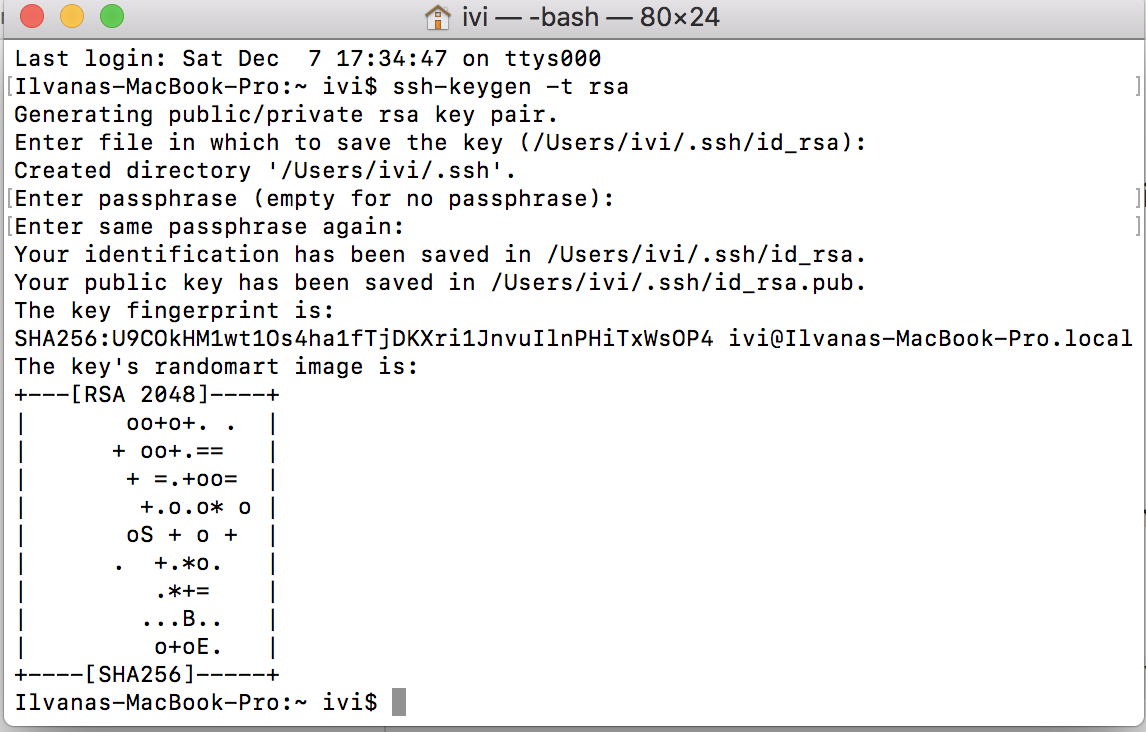 ivi — -bash — 80×24
Last login: Sat Dec  7 17:34:47 on ttys000
[Ilvanas-MacBook-Pro:~ ivi$ ssh-keygen -t rsa                                   ]
Generating public/private rsa key pair.
Enter file in which to save the key (/Users/ivi/.ssh/id_rsa):
Created directory '/Users/ivi/.ssh'.
[Enter passphrase (empty for no passphrase):                                    ]
[Enter same passphrase again:                                                   ]
Your identification has been saved in /Users/ivi/.ssh/id_rsa.
Your public key has been saved in /Users/ivi/.ssh/id_rsa.pub.
The key fingerprint is:
SHA256:U9COkHM1wt1Os4ha1fTjDKXri1JnvuIlnPHiTxWsOP4 ivi@Ilvanas-MacBook-Pro.local
The key's randomart image is:
+---[RSA 2048]----+
|       oo+o+. .  |
|      + oo+.==   |
|       + =.+oo=  |
|        +.o.o* o |
|       oS + o +  |
|      .  +.*o.   |
|         .*+=    |
|        ...B..   |
|         o+oE.   |
+----[SHA256]-----+
Ilvanas-MacBook-Pro:~ ivi$